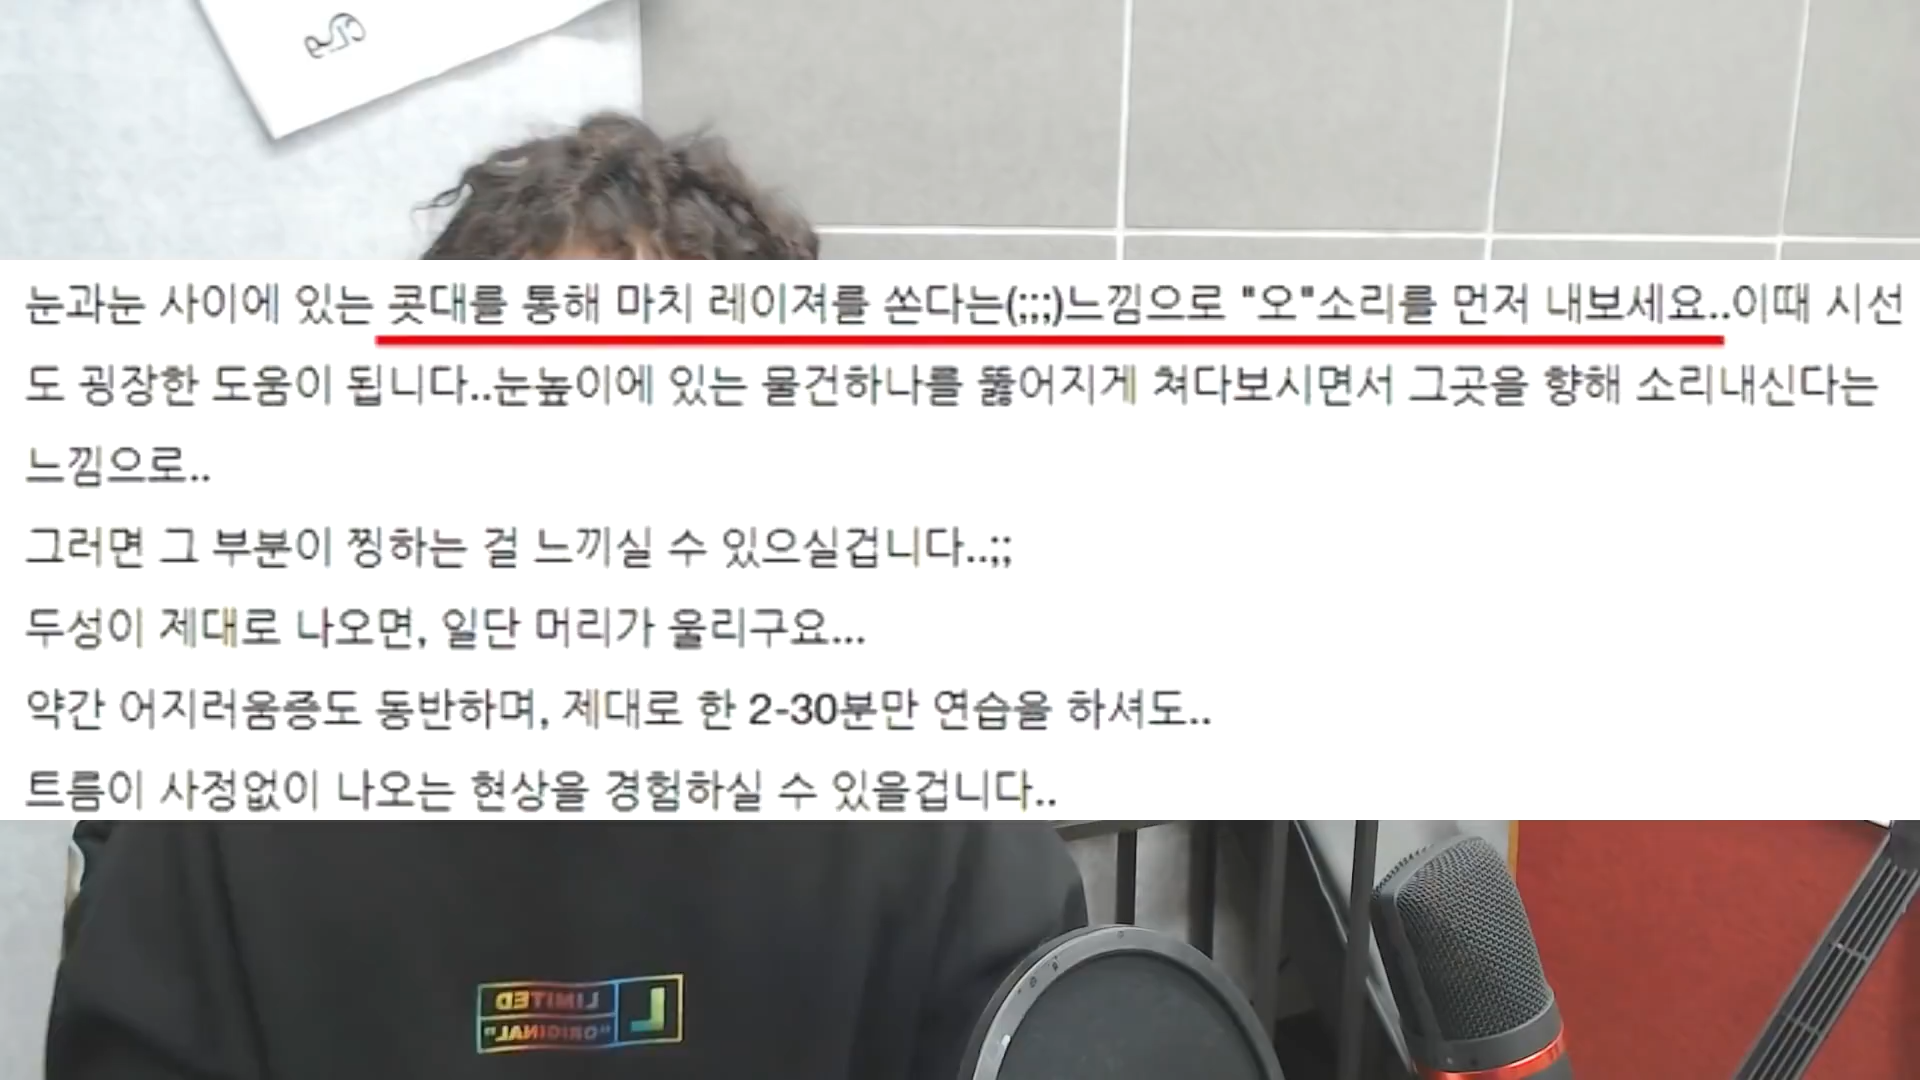 눈과눈 사이에 있는 콧대를 통해 마치 레이져를 쏜다는(;;;)느낌으로 "오"소리를 먼저 내보세요..이때 시선
도 굉장한 도움이 됩니다..눈높이에 있는 물건하나를 뚫어지게 쳐다보시면서 그곳을 향해 소리내신다는
느낌으로..
그러면 그 부분이 찡하는 걸 느끼실 수 있으실겁니다..;;
두성이 제대로 나오면, 일단 머리가 울리구요...
약간 어지러움증도 동반하며, 제대로 한 2-30분만 연습을 하셔도..
트름이 사정없이 나오는 현상을 경험하실 수 있을겁니다..
L LIMITED
"ORIGINAL"